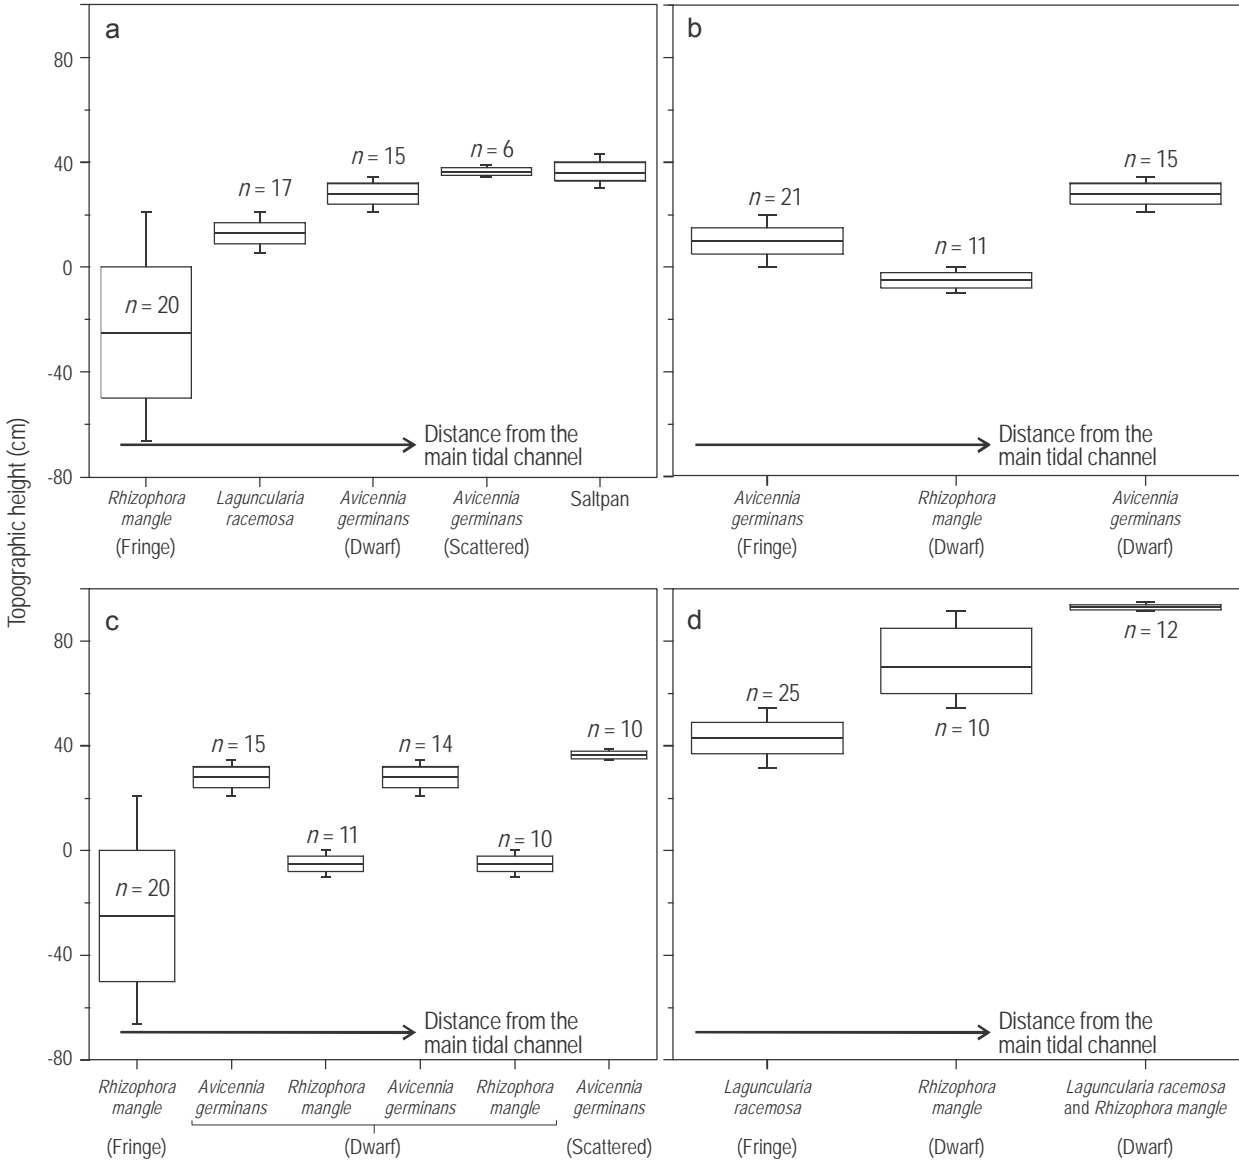 Topographic height (cm)
a
80
40
0
-40
-80
n = 20
n = 17
n = 15
n = 6
Distance from the
main tidal channel
Rhizophora
mangle
(Fringe)
Laguncularia
racemosa
Avicennia
germinans
(Dwarf)
Avicennia
germinans
(Scattered)
Saltpan
b
n = 21
n = 11
n = 15
Distance from the
main tidal channel
Avicennia
germinans
(Fringe)
Rhizophora
mangle
(Dwarf)
Avicennia
germinans
(Dwarf)
c
80
40
0
-40
-80
n = 20
n = 15
n = 11
n = 14
n = 10
n = 10
Distance from the
main tidal channel
Rhizophora
mangle
(Fringe)
Avicennia
germinans
Rhizophora
mangle
Avicennia
germinans
Rhizophora
mangle
(Dwarf)
Avicennia
germinans
(Scattered)
d
n = 25
n = 10
n = 12
Distance from the
main tidal channel
Laguncularia
racemosa
(Fringe)
Rhizophora
mangle
(Dwarf)
Laguncularia racemosa
and Rhizophora mangle
(Dwarf)